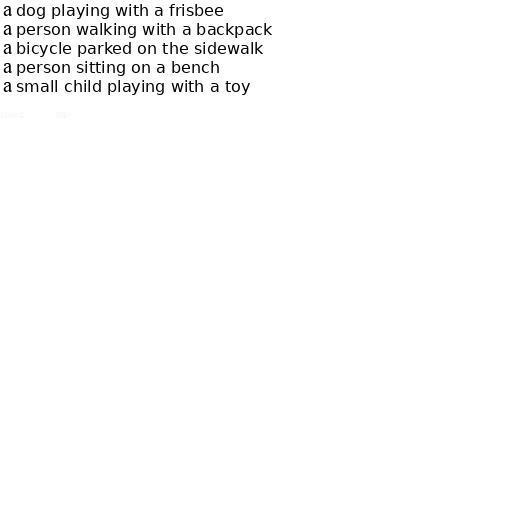 a dog playing with a frisbee
a person walking with a backpack
a bicycle parked on the sidewalk
a person sitting on a bench
a small child playing with a toy